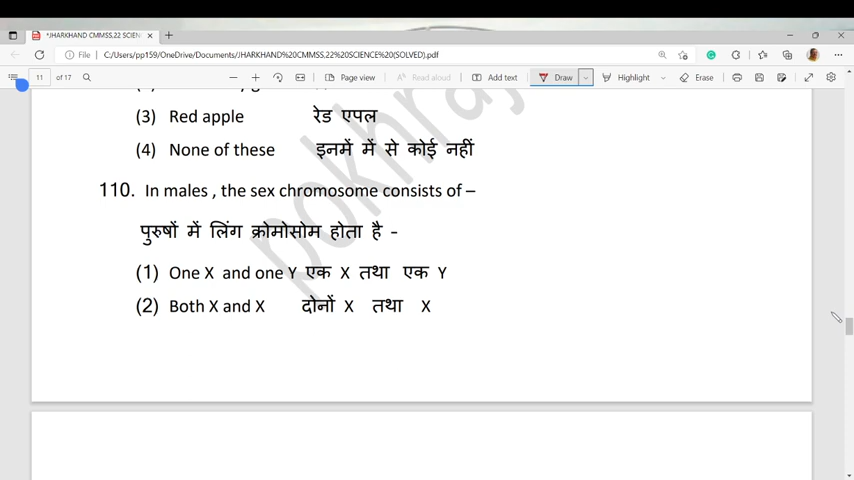 *JHARKHAND CMMSS,22 SCIEN
File C:/Users/pp159/OneDrive/Documents/JHARKHAND%20CMMSS,22%20SCIENCE%20(SOLVED).pdf
11 of 17 Page view Read aloud Add text Draw Highlight Erase
(3) Red apple रेड एपल
(4) None of these इनमें में से कोई नहीं
110. In males , the sex chromosome consists of –
पुरुषों में लिंग क्रोमोसोम होता है -
(1) One X and one Y एक X तथा एक Y
(2) Both X and X दोनों X तथा X
pokhraj